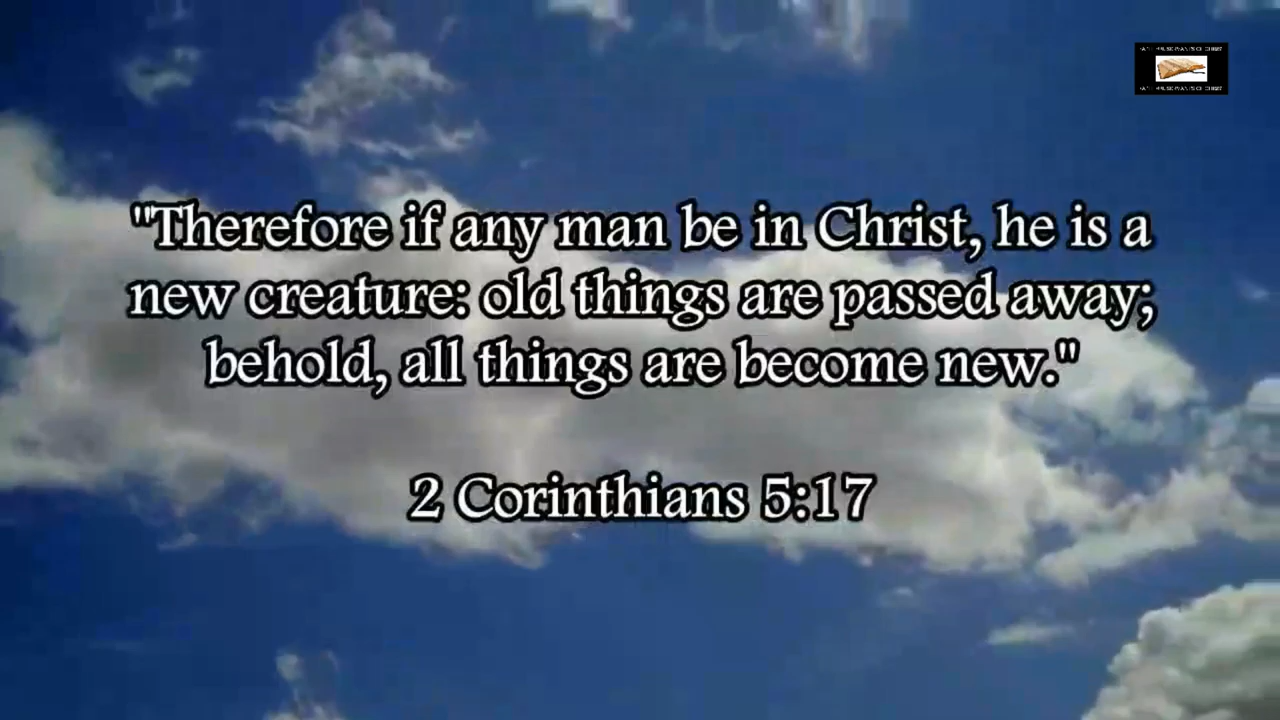 "Therefore if any man be in Christ, he is a
new creature: old things are passed away;
behold, all things are become new."
2 Corinthians 5:17